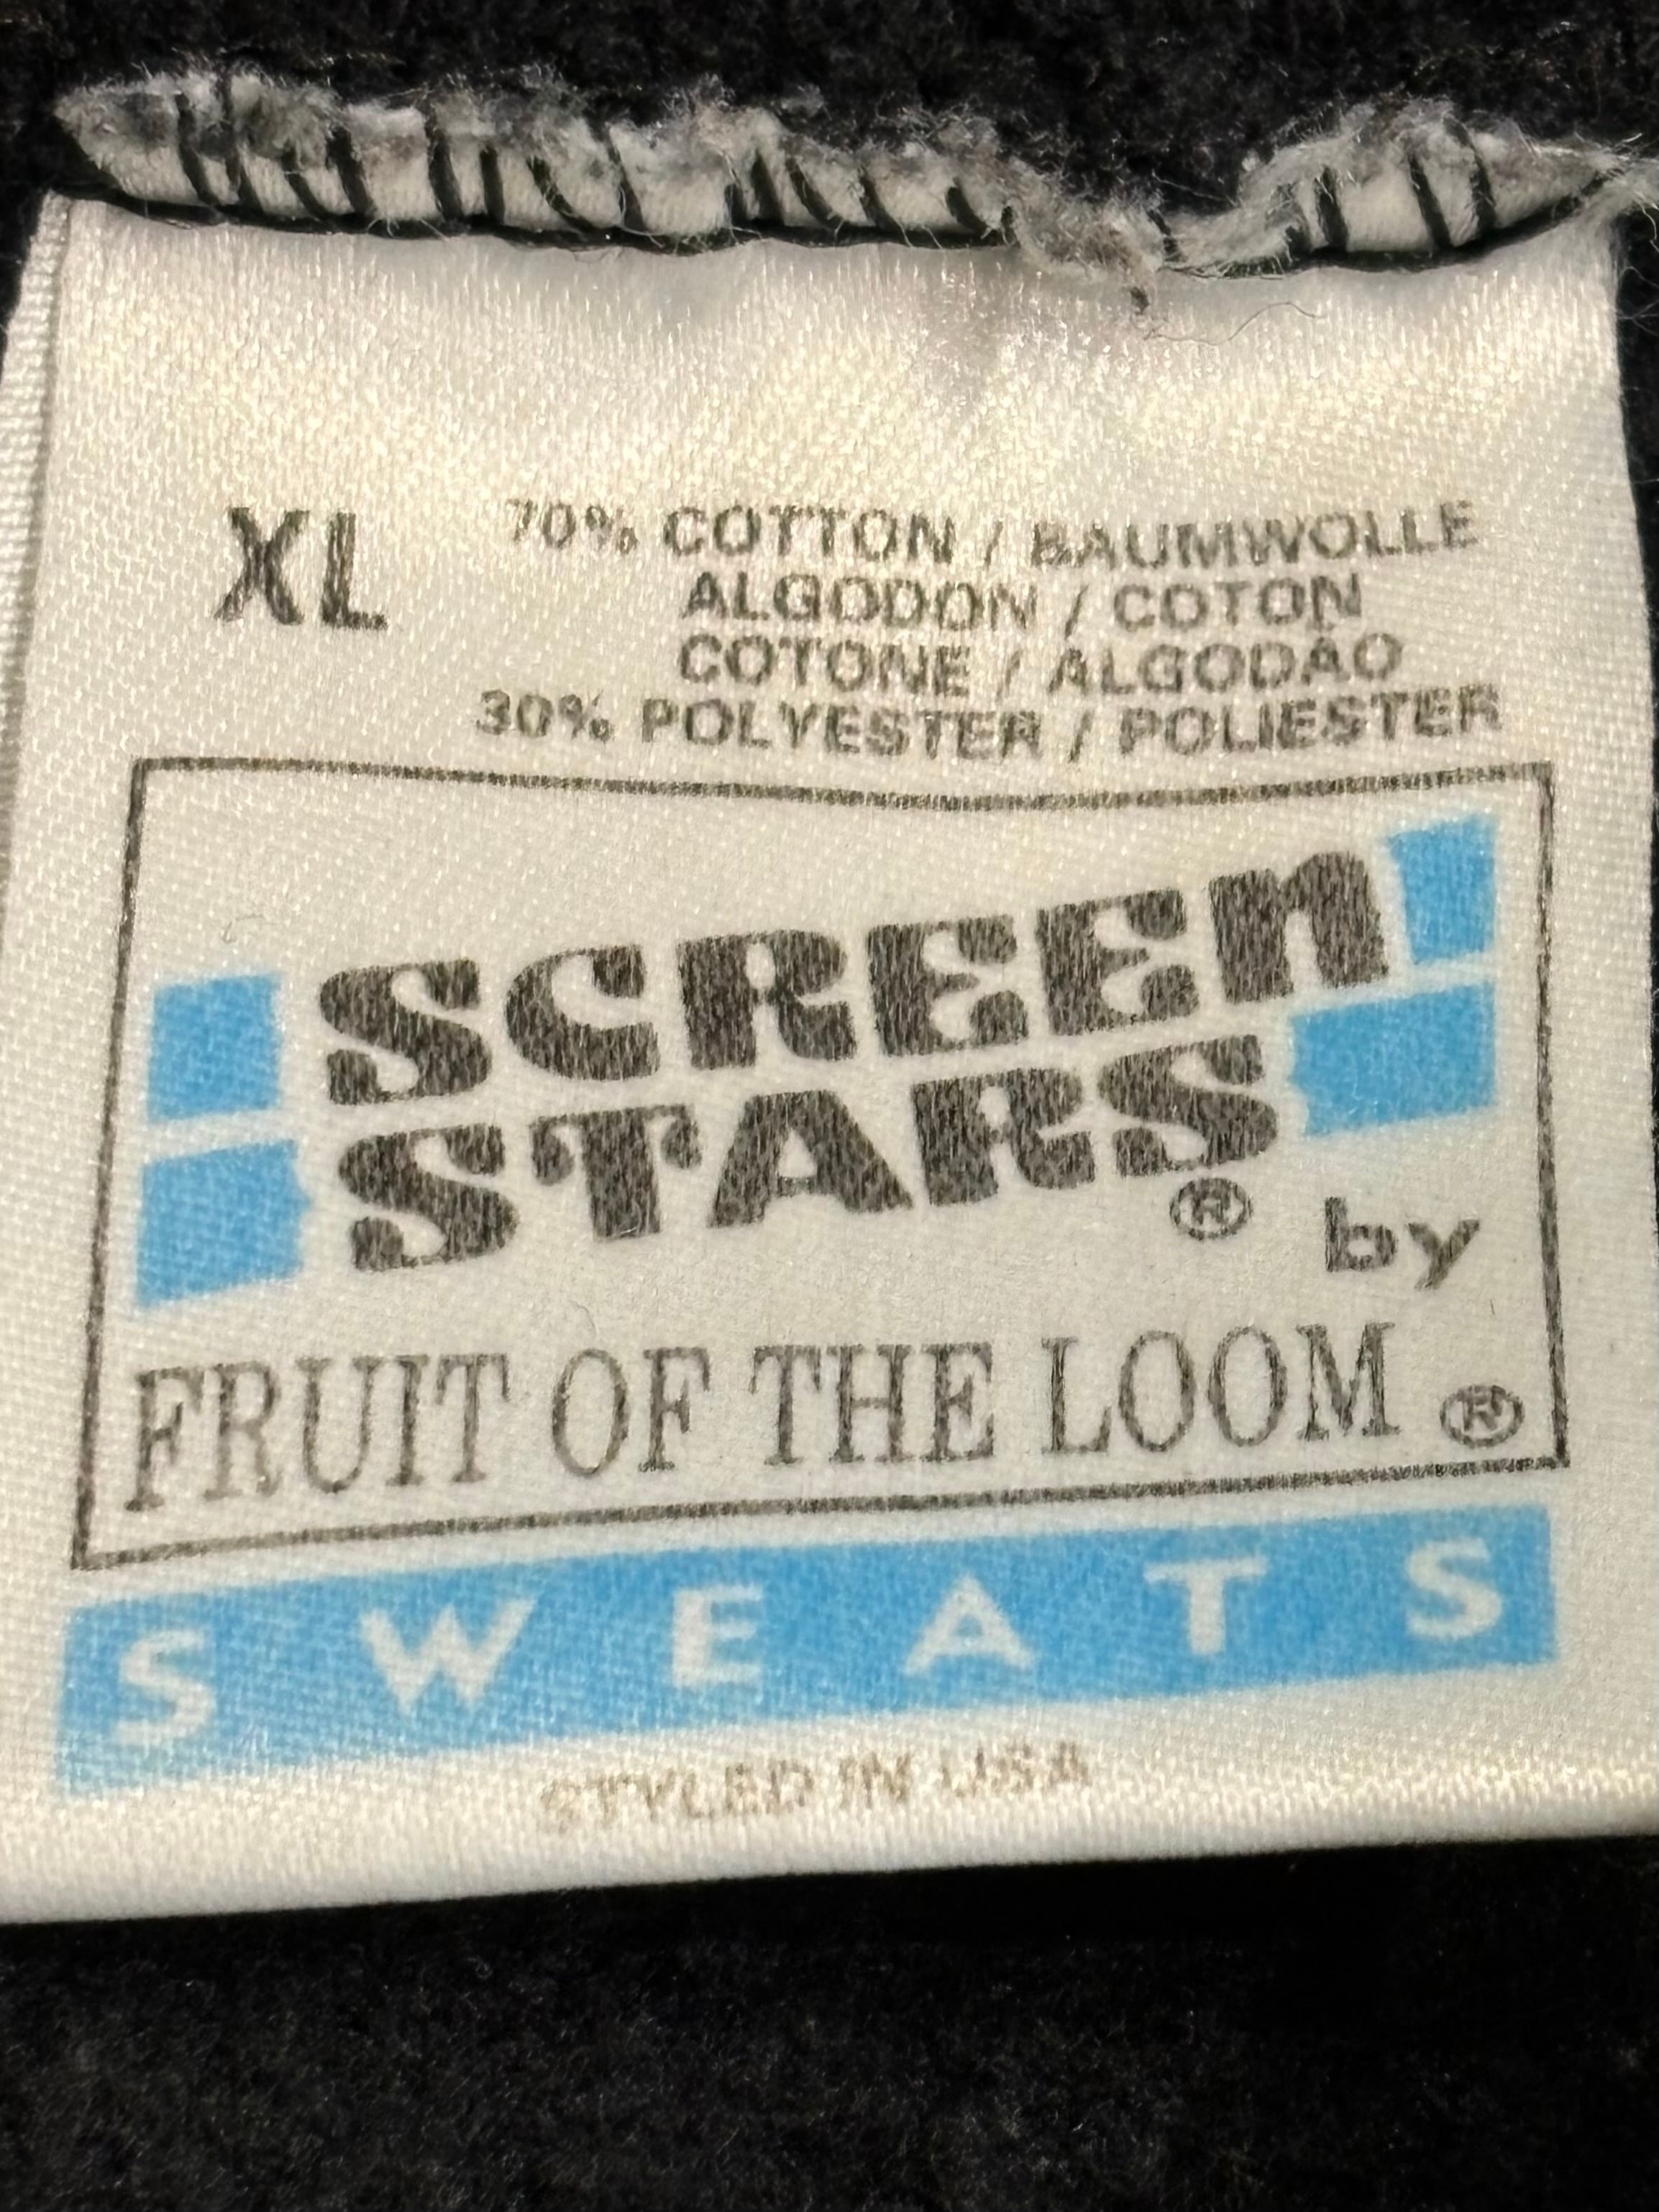 XL 70% COTTON / BAUMWOLLE
ALGODON / COTON
COTONE / ALGODÃO
30% POLYESTER / POLIESTER
SCREEN
STARS
® by
FRUIT OF THE LOOM ®
SWEATS
STYLED IN USA